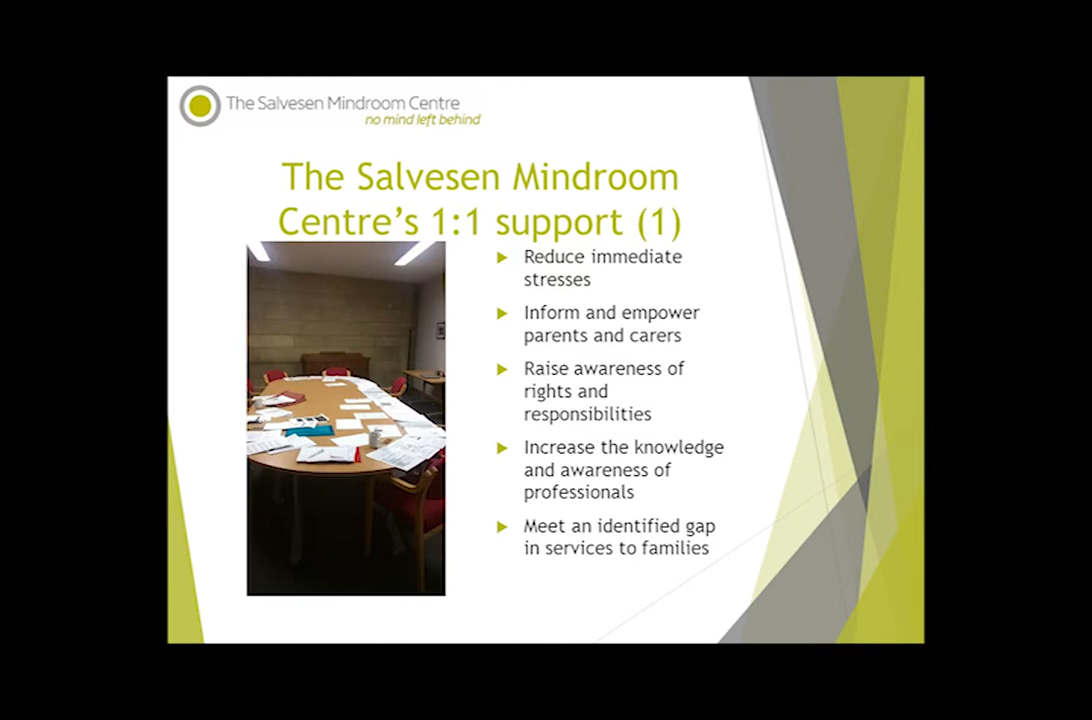 The Salvesen Mindroom Centre
no mind left behind
The Salvesen Mindroom
Centre's 1:1 support (1)
Reduce immediate
stresses
Inform and empower
parents and carers
Raise awareness of
rights and
responsibilities
Increase the knowledge
and awareness of
professionals
Meet an identified gap
in services to families